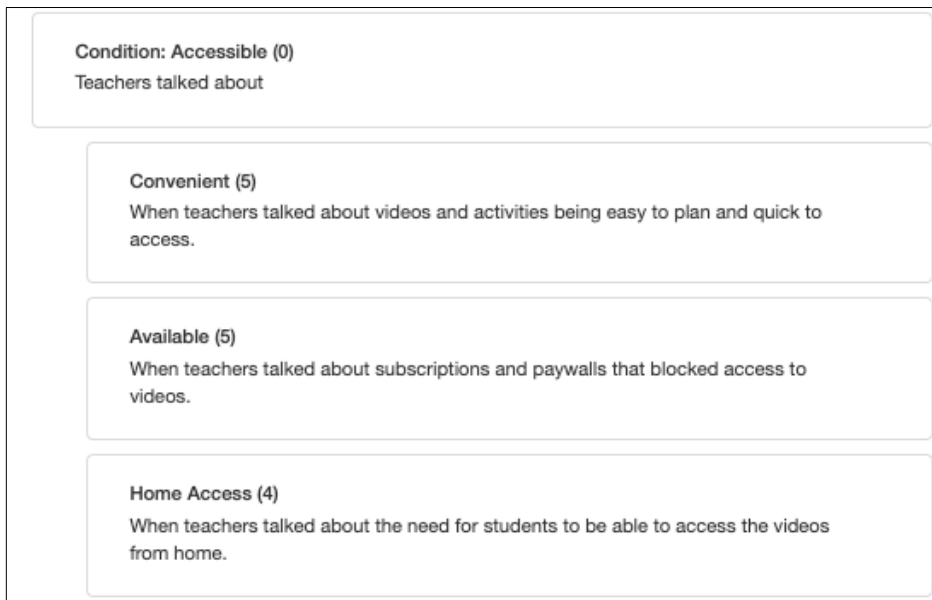 Condition: Accessible (0)
Teachers talked about
Convenient (5)
When teachers talked about videos and activities being easy to plan and quick to
access.
Available (5)
When teachers talked about subscriptions and paywalls that blocked access to
videos.
Home Access (4)
When teachers talked about the need for students to be able to access the videos
from home.